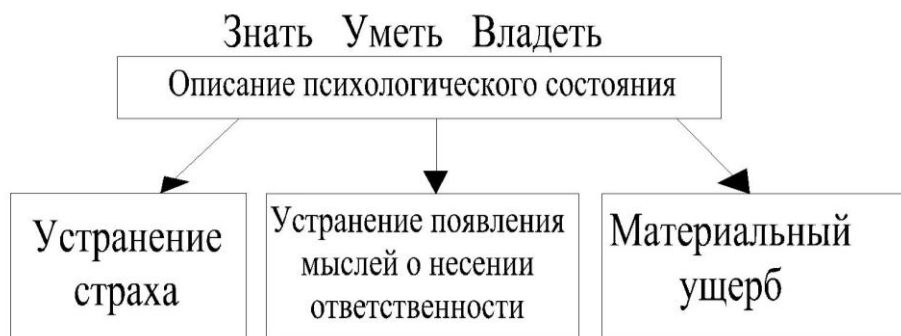 Знать Уметь Владеть
Описание психологического состояния
Устранение
страха
Устранение появления
мыслей о несении
ответственности
Материальный
ущерб